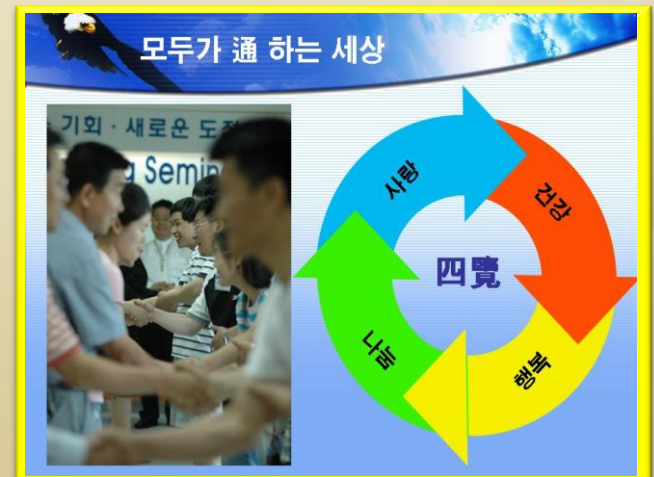 모두가 通 하는 세상
기회 · 새로운 도전
g Semin
사랑
건강
四覽
나눔
행복